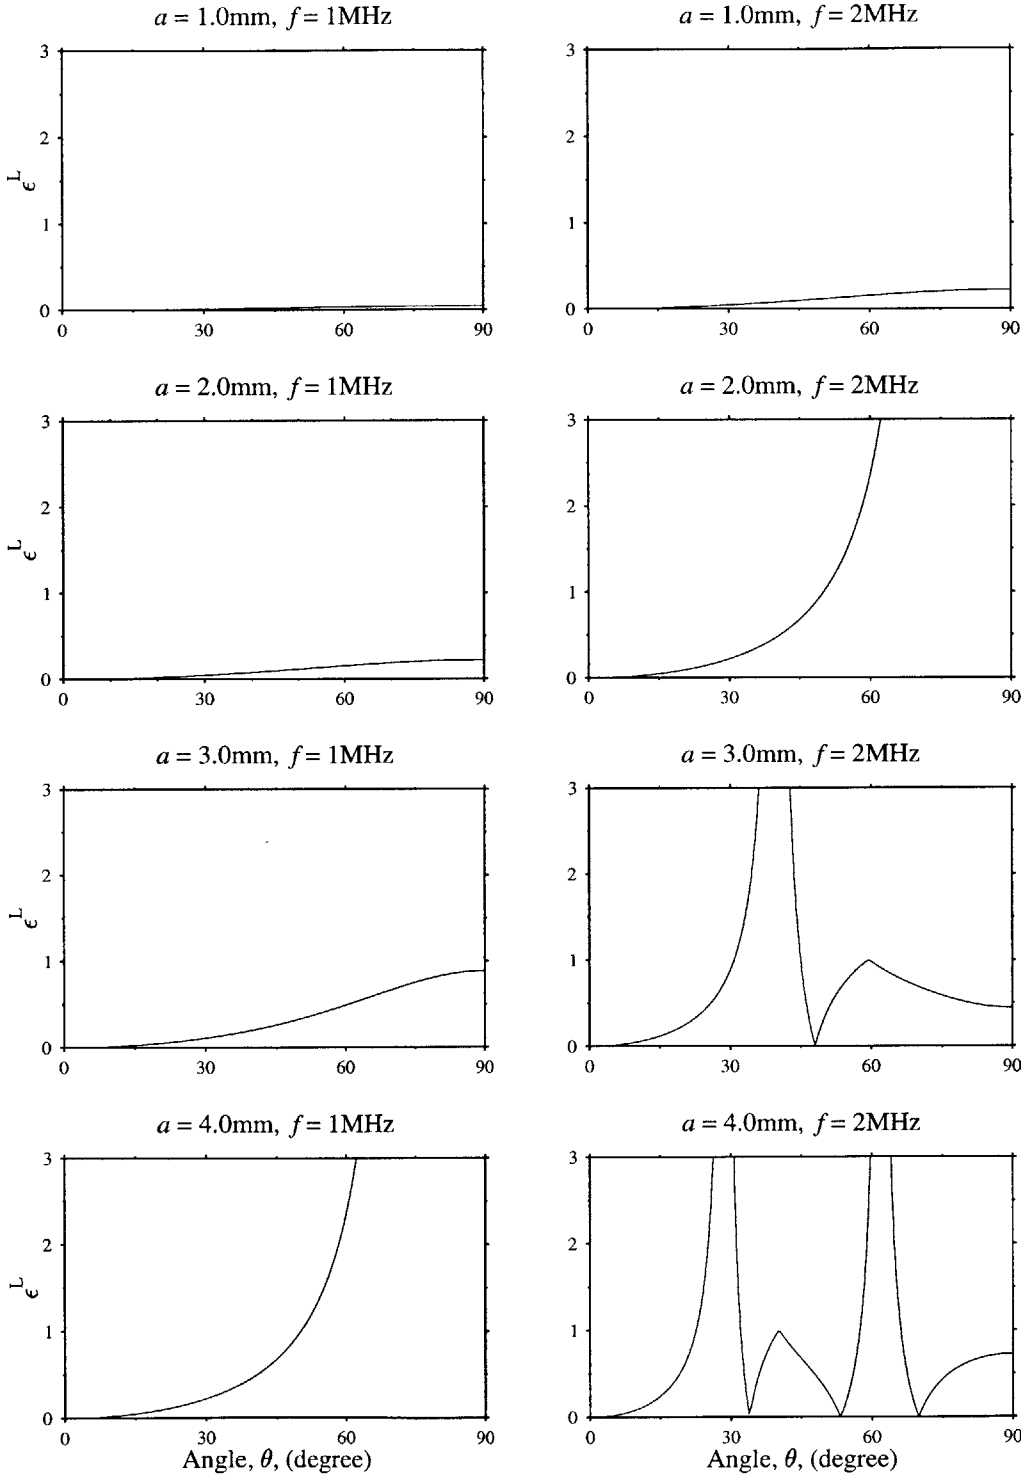 a = 1.0mm, f = 1MHz
a = 1.0mm, f = 2MHz
3
2
1
0
ϵL
0 30 60 90
3
2
1
0
0 30 60 90
a = 2.0mm, f = 1MHz
a = 2.0mm, f = 2MHz
3
2
1
0
ϵL
0 30 60 90
3
2
1
0
0 30 60 90
a = 3.0mm, f = 1MHz
a = 3.0mm, f = 2MHz
3
2
1
0
ϵL
0 30 60 90
3
2
1
0
0 30 60 90
a = 4.0mm, f = 1MHz
a = 4.0mm, f = 2MHz
3
2
1
0
ϵL
0 30 60 90
Angle, θ, (degree)
3
2
1
0
0 30 60 90
Angle, θ, (degree)